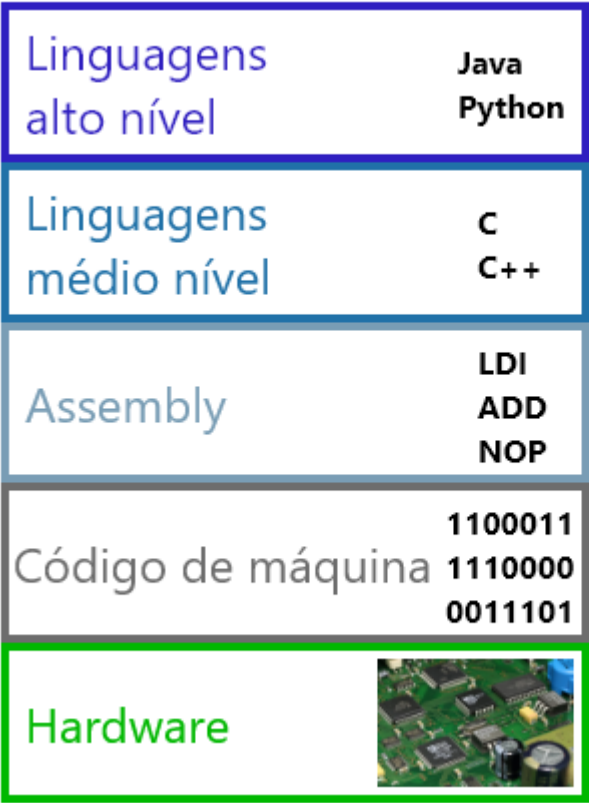 Linguagens
alto nível
Java
Python
Linguagens
médio nível
C
C++
Assembly
LDI
ADD
NOP
Código de máquina
1100011
1110000
0011101
Hardware